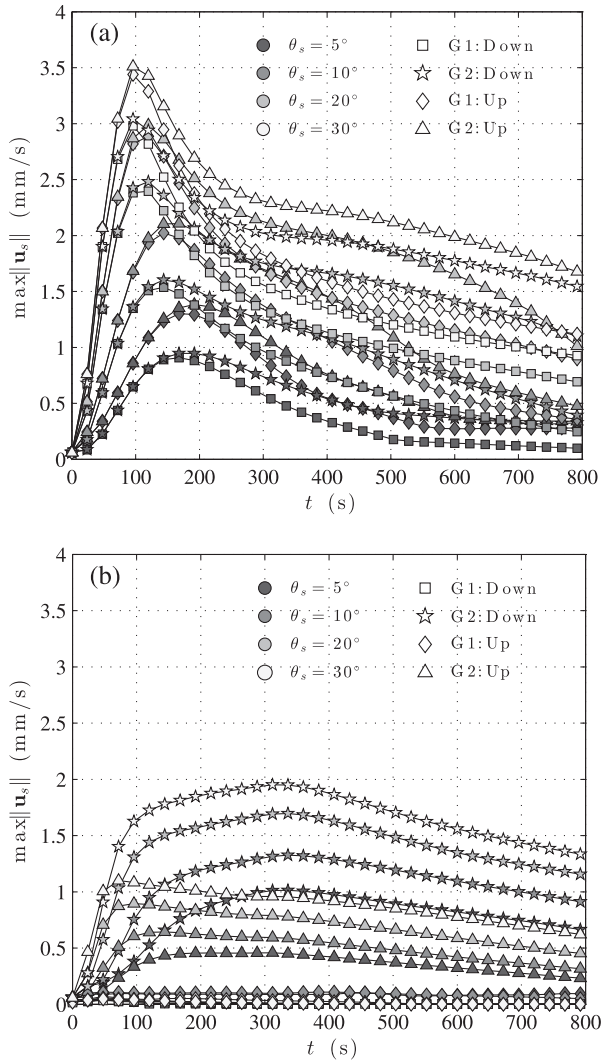 (a)
θₛ = 5° G1:Down
θₛ = 10° G2:Down
θₛ = 20° G1:Up
θₛ = 30° G2:Up
max‖uₛ‖ (mm/s)
4
3.5
3
2.5
2
1.5
1
0.5
0
0 100 200 300 400 500 600 700 800
t (s)
(b)
θₛ = 5° G1:Down
θₛ = 10° G2:Down
θₛ = 20° G1:Up
θₛ = 30° G2:Up
max‖uₛ‖ (mm/s)
4
3.5
3
2.5
2
1.5
1
0.5
0
0 100 200 300 400 500 600 700 800
t (s)